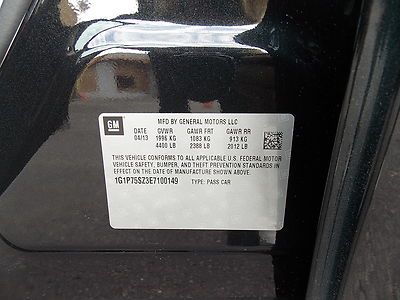 GM
MFD BY GENERAL MOTORS LLC
DATE GVWR GAWR FRT GAWR RR
04/13 1996 KG 1083 KG 913 KG
4400 LB 2388 LB 2012 LB
THIS VEHICLE CONFORMS TO ALL APPLICABLE U.S. FEDERAL MOTOR
VEHICLE SAFETY, BUMPER, AND THEFT PREVENTION STANDARDS
IN EFFECT ON THE DATE OF MANUFACTURE SHOWN ABOVE.
1G1P75SZ3E7100149 TYPE: PASS CAR